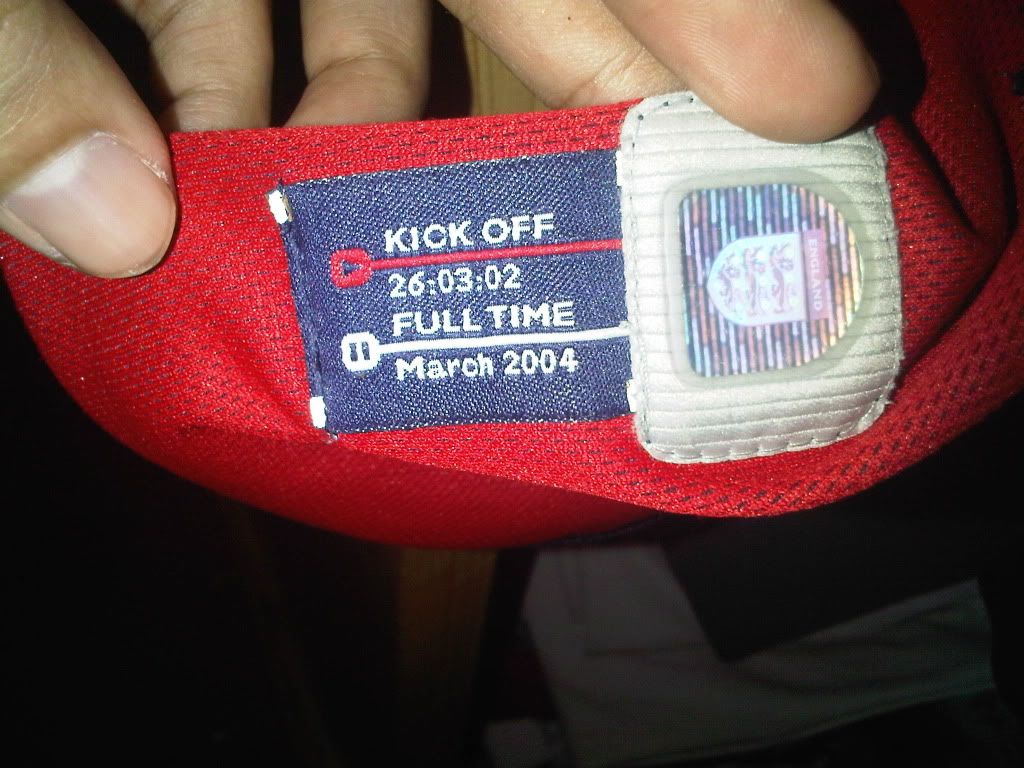 KICK OFF
26:03:02
FULL TIME
March 2004
ENGLAND